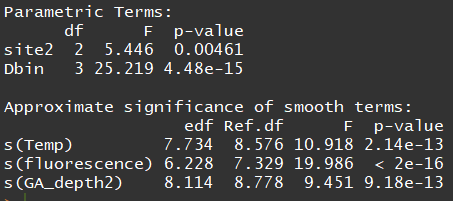 Parametric Terms:
df F p-value
site2 2 5.446 0.00461
Dbin 3 25.219 4.48e-15
Approximate significance of smooth terms:
edf Ref.df F p-value
s(Temp) 7.734 8.576 10.918 2.14e-13
s(fluorescence) 6.228 7.329 19.986 < 2e-16
s(GA_depth2) 8.114 8.778 9.451 9.18e-13